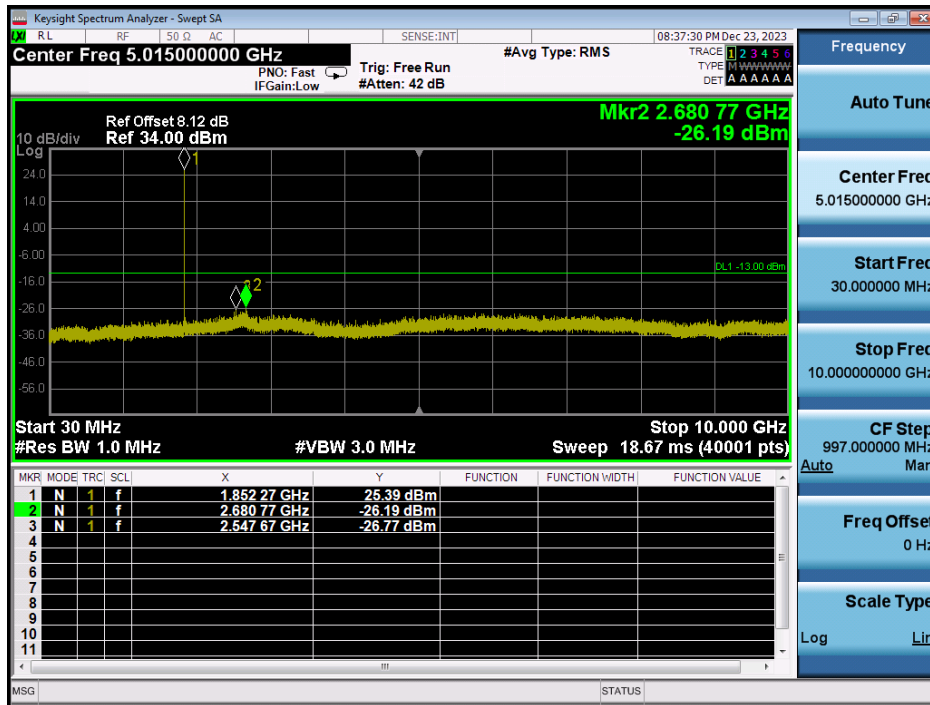 Keysight Spectrum Analyzer - Swept SA
LXI RL RF 50 Ω AC SENSE:INT 08:37:30 PM Dec 23, 2023
Center Freq 5.015000000 GHz
#Avg Type: RMS
TRACE 1 2 3 4 5 6
PNO: Fast
Trig: Free Run
TYPE M WWWWW
IFGain:Low
#Atten: 42 dB
DET A A A A A A
Mkr2 2.680 77 GHz
-26.19 dBm
Ref Offset 8.12 dB
10 dB/div Ref 34.00 dBm
Log
1
24.0
14.0
4.00
-6.00
DL1 -13.00 dBm
-16.0
2
-26.0
-36.0
-46.0
-56.0
Start 30 MHz Stop 10.000 GHz
#Res BW 1.0 MHz #VBW 3.0 MHz Sweep 18.67 ms (40001 pts)
MKR MODE TRC SCL X Y FUNCTION FUNCTION WIDTH FUNCTION VALUE
1 N 1 f 1.852 27 GHz 25.39 dBm
2 N 1 f 2.680 77 GHz -26.19 dBm
3 N 1 f 2.547 67 GHz -26.77 dBm
4
5
6
7
8
9
10
11
MSG STATUS
Frequency
Auto Tune
Center Freq
5.015000000 GHz
Start Freq
30.000000 MHz
Stop Freq
10.000000000 GHz
CF Step
997.000000 MHz
Auto Man
Freq Offset
0 Hz
Scale Type
Log Lin